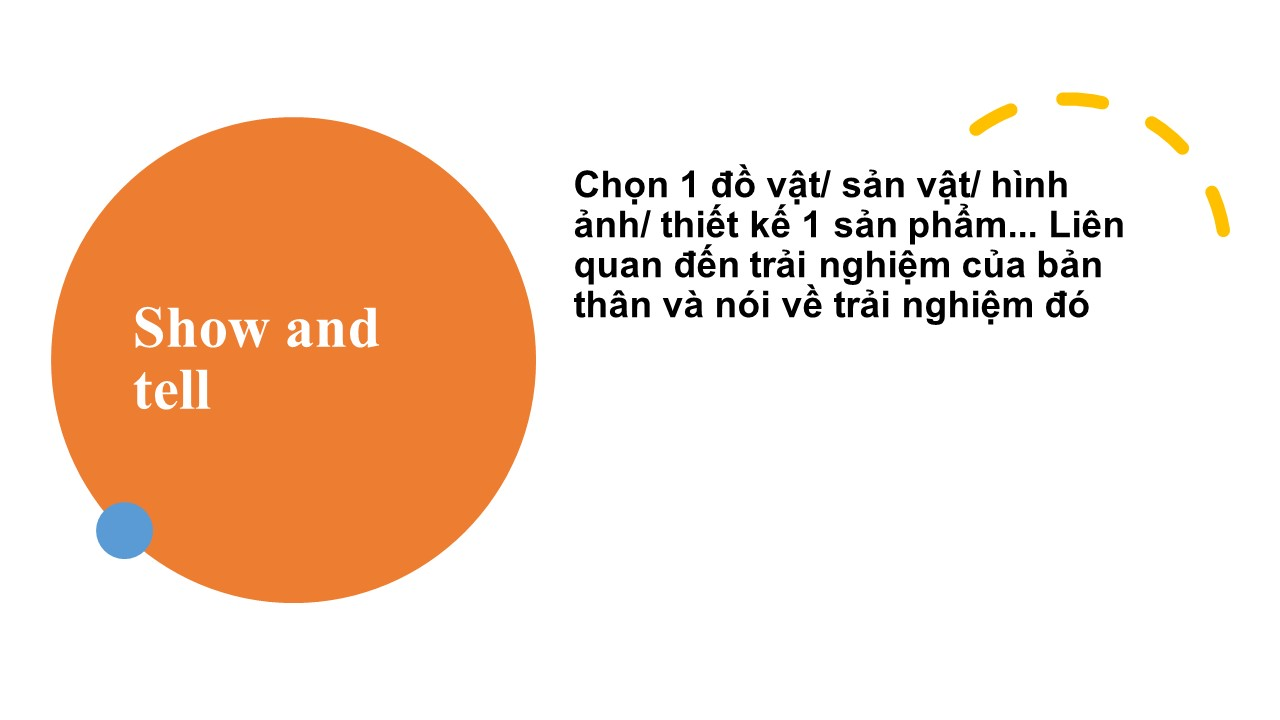 Show and
tell
Chọn 1 đồ vật/ sản vật/ hình
ảnh/ thiết kế 1 sản phẩm... Liên
quan đến trải nghiệm của bản
thân và nói về trải nghiệm đó